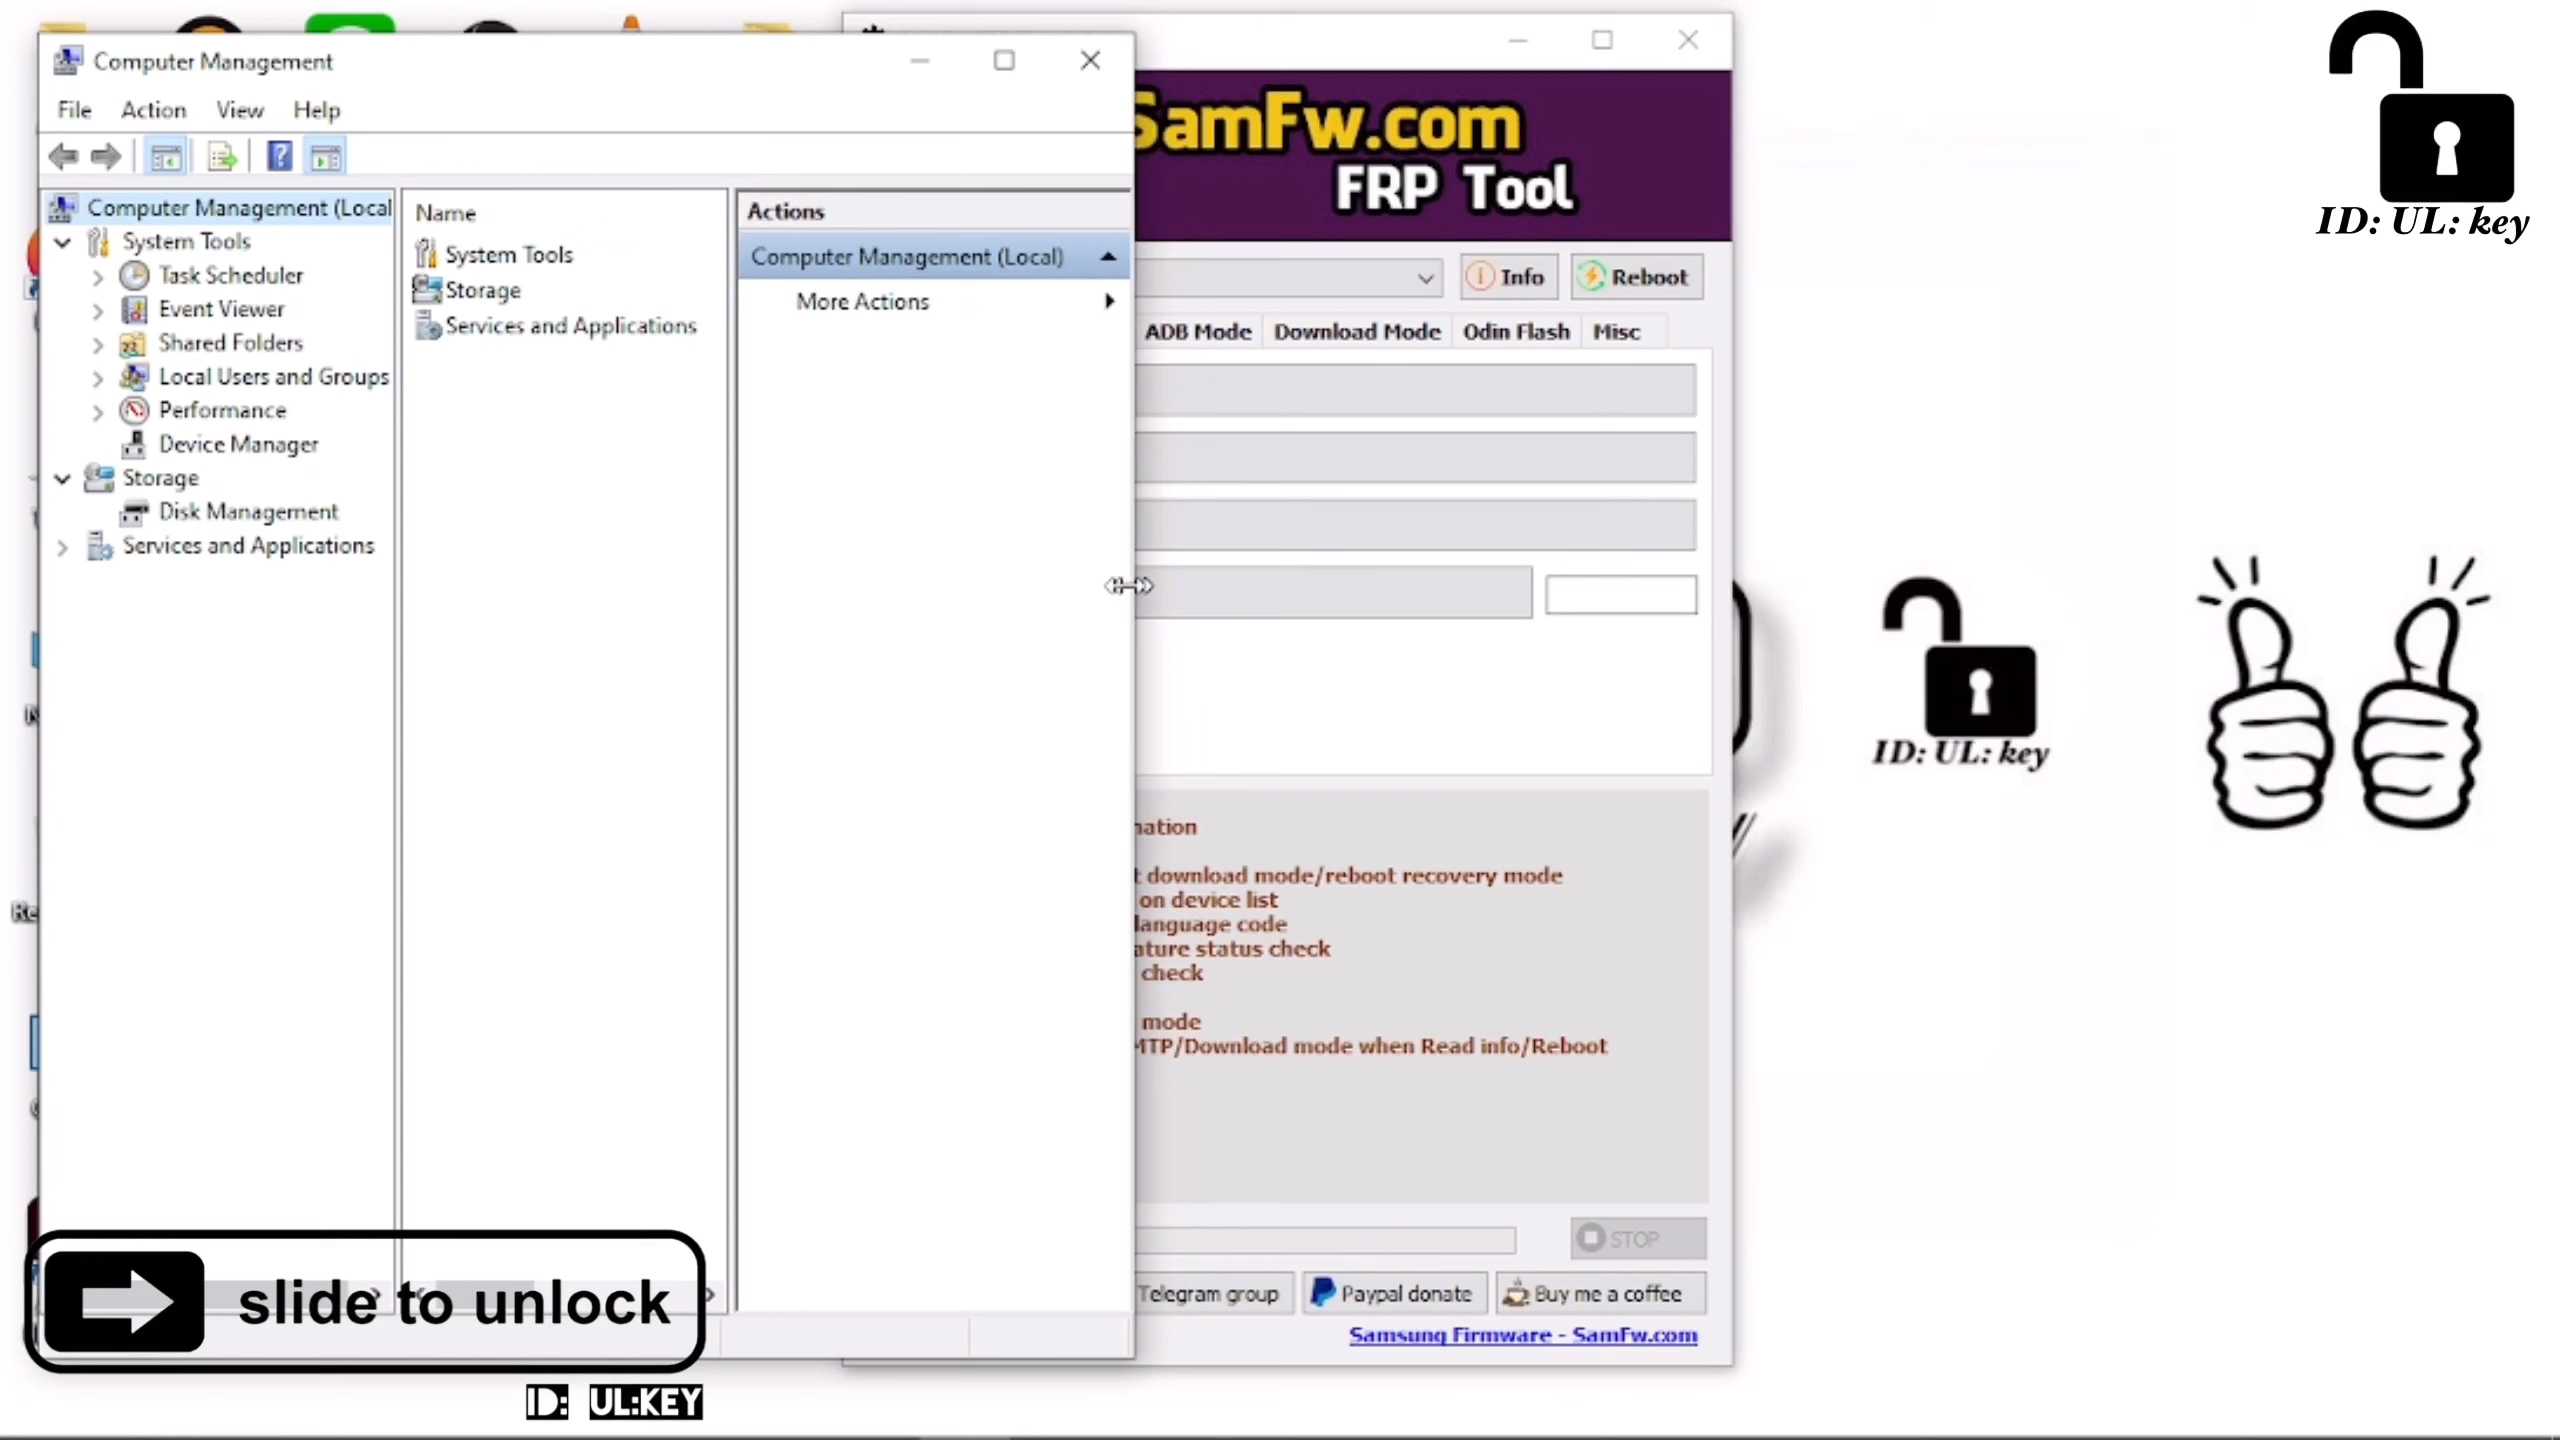 Computer Management
File Action View Help
Computer Management (Local
System Tools
Task Scheduler
Event Viewer
Shared Folders
Local Users and Groups
Performance
Device Manager
Storage
Disk Management
Services and Applications
Name
System Tools
Storage
Services and Applications
Actions
Computer Management (Local)
More Actions
SamFw.com
FRP Tool
Info
Reboot
ADB Mode
Download Mode
Odin Flash
Misc
download mode/reboot recovery mode
on device list
language code
status check
check
mode
MTP/Download mode when Read info/Reboot
STOP
Telegram group
Paypal donate
Buy me a coffee
Samsung Firmware - SamFw.com
slide to unlock
ID: UL:KEY
ID: UL: key
ID: UL: key